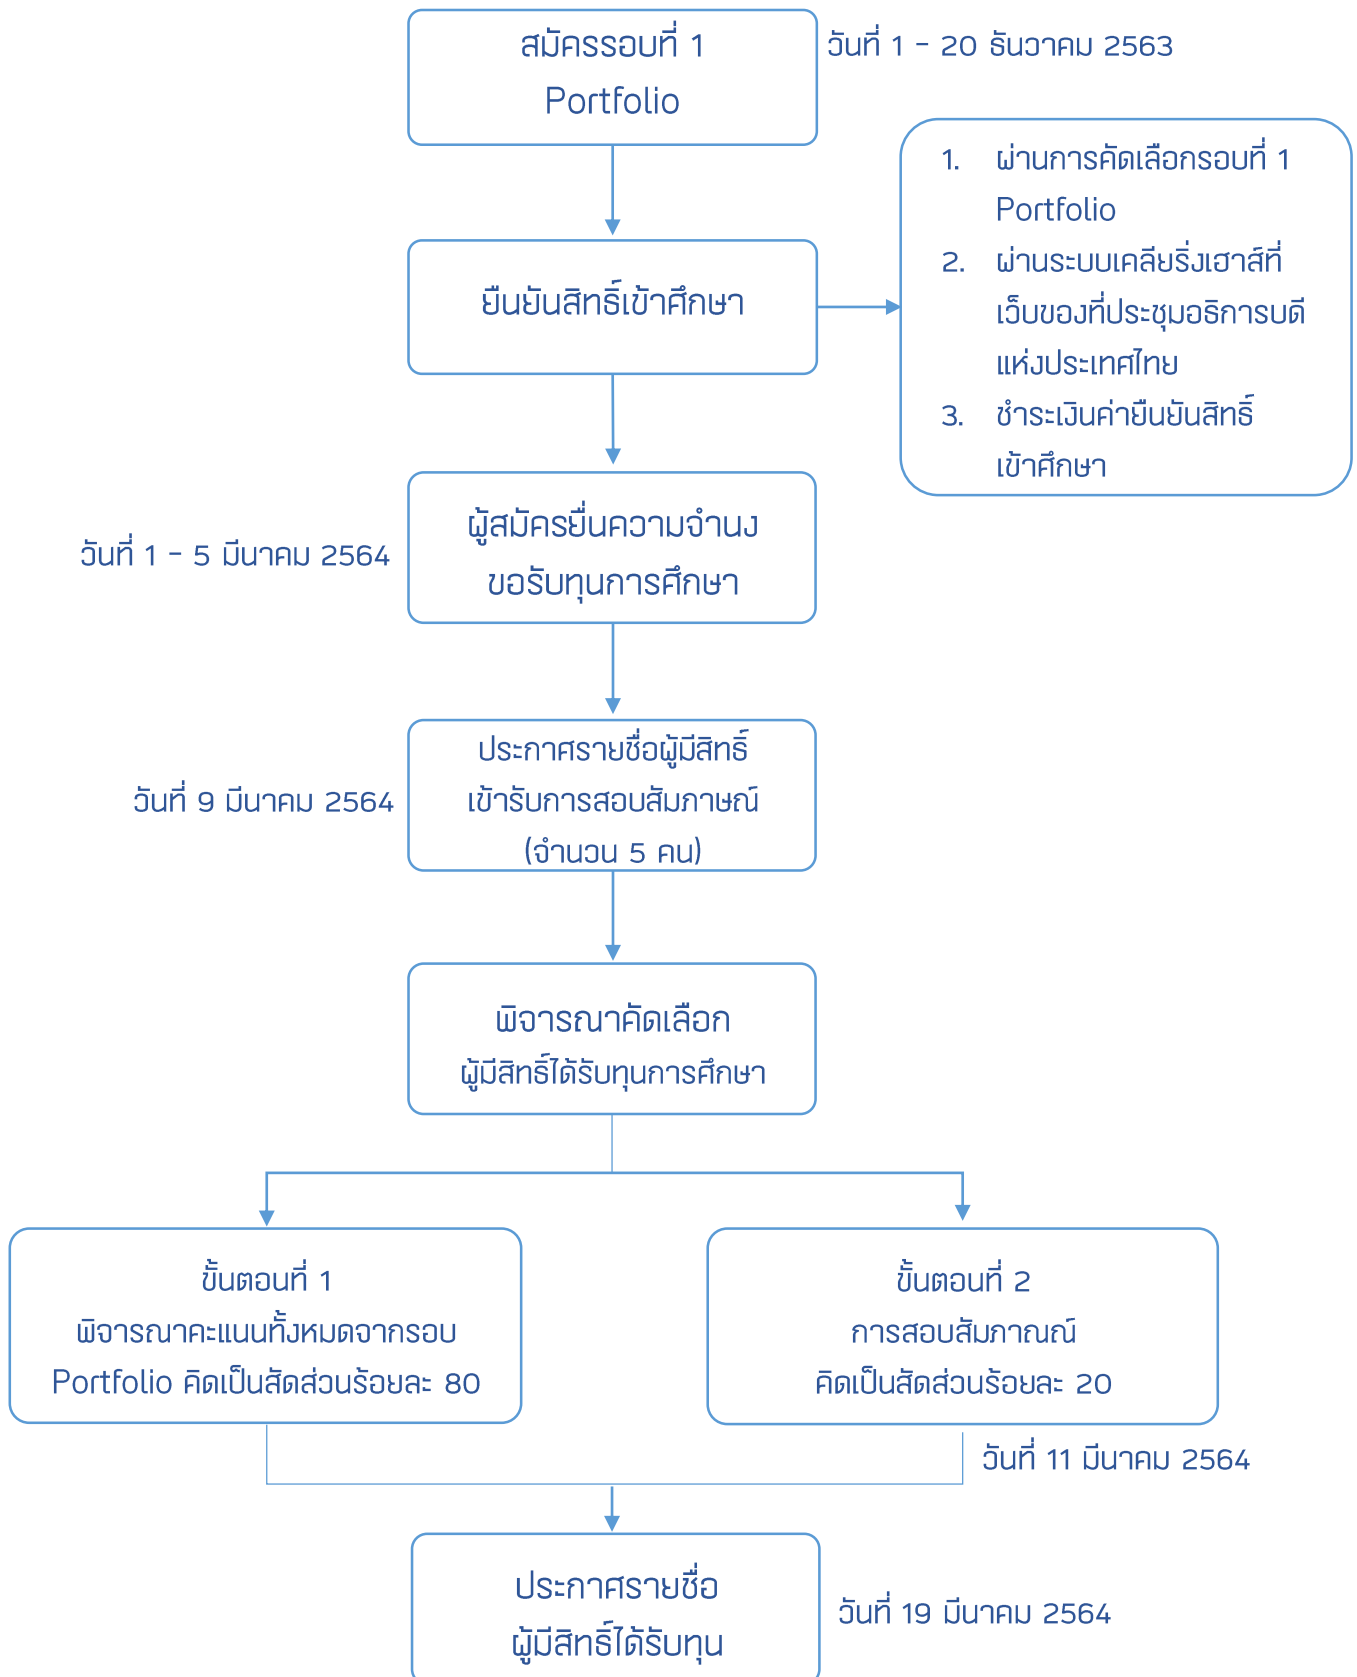 สมัครรอบที่ 1
Portfolio
วันที่ 1 - 20 ธันวาคม 2563
ยืนยันสิทธิ์เข้าศึกษา
1. ผ่านการคัดเลือกรอบที่ 1
Portfolio
2. ผ่านระบบเคลียริ่งเฮาส์ที่
เว็บของที่ประชุมอธิการบดี
แห่งประเทศไทย
3. ชำระเงินค่ายืนยันสิทธิ์
เข้าศึกษา
ผู้สมัครยื่นความจำนง
ขอรับทุนการศึกษา
วันที่ 1 - 5 มีนาคม 2564
ประกาศรายชื่อผู้มีสิทธิ์
เข้ารับการสอบสัมภาษณ์
(จำนวน 5 คน)
วันที่ 9 มีนาคม 2564
พิจารณาคัดเลือก
ผู้มีสิทธิ์ได้รับทุนการศึกษา
ขั้นตอนที่ 1
พิจารณาคะแนนทั้งหมดจากรอบ
Portfolio คิดเป็นสัดส่วนร้อยละ 80
ขั้นตอนที่ 2
การสอบสัมภาณณ์
คิดเป็นสัดส่วนร้อยละ 20
วันที่ 11 มีนาคม 2564
ประกาศรายชื่อ
ผู้มีสิทธิ์ได้รับทุน
วันที่ 19 มีนาคม 2564